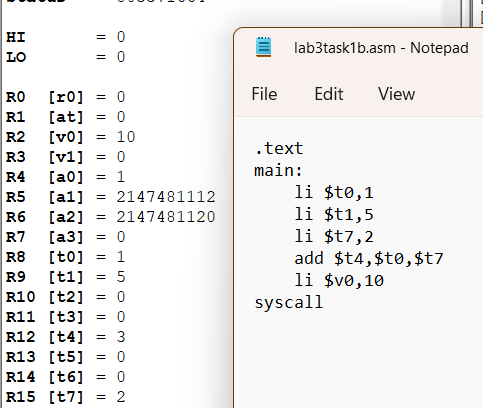 HI = 0
LO = 0
R0 [r0] = 0
R1 [at] = 0
R2 [v0] = 10
R3 [v1] = 0
R4 [a0] = 1
R5 [a1] = 2147481112
R6 [a2] = 2147481120
R7 [a3] = 0
R8 [t0] = 1
R9 [t1] = 5
R10 [t2] = 0
R11 [t3] = 0
R12 [t4] = 3
R13 [t5] = 0
R14 [t6] = 0
R15 [t7] = 2
lab3task1b.asm - Notepad
File Edit View
.text
main:
li $t0,1
li $t1,5
li $t7,2
add $t4,$t0,$t7
li $v0,10
syscall